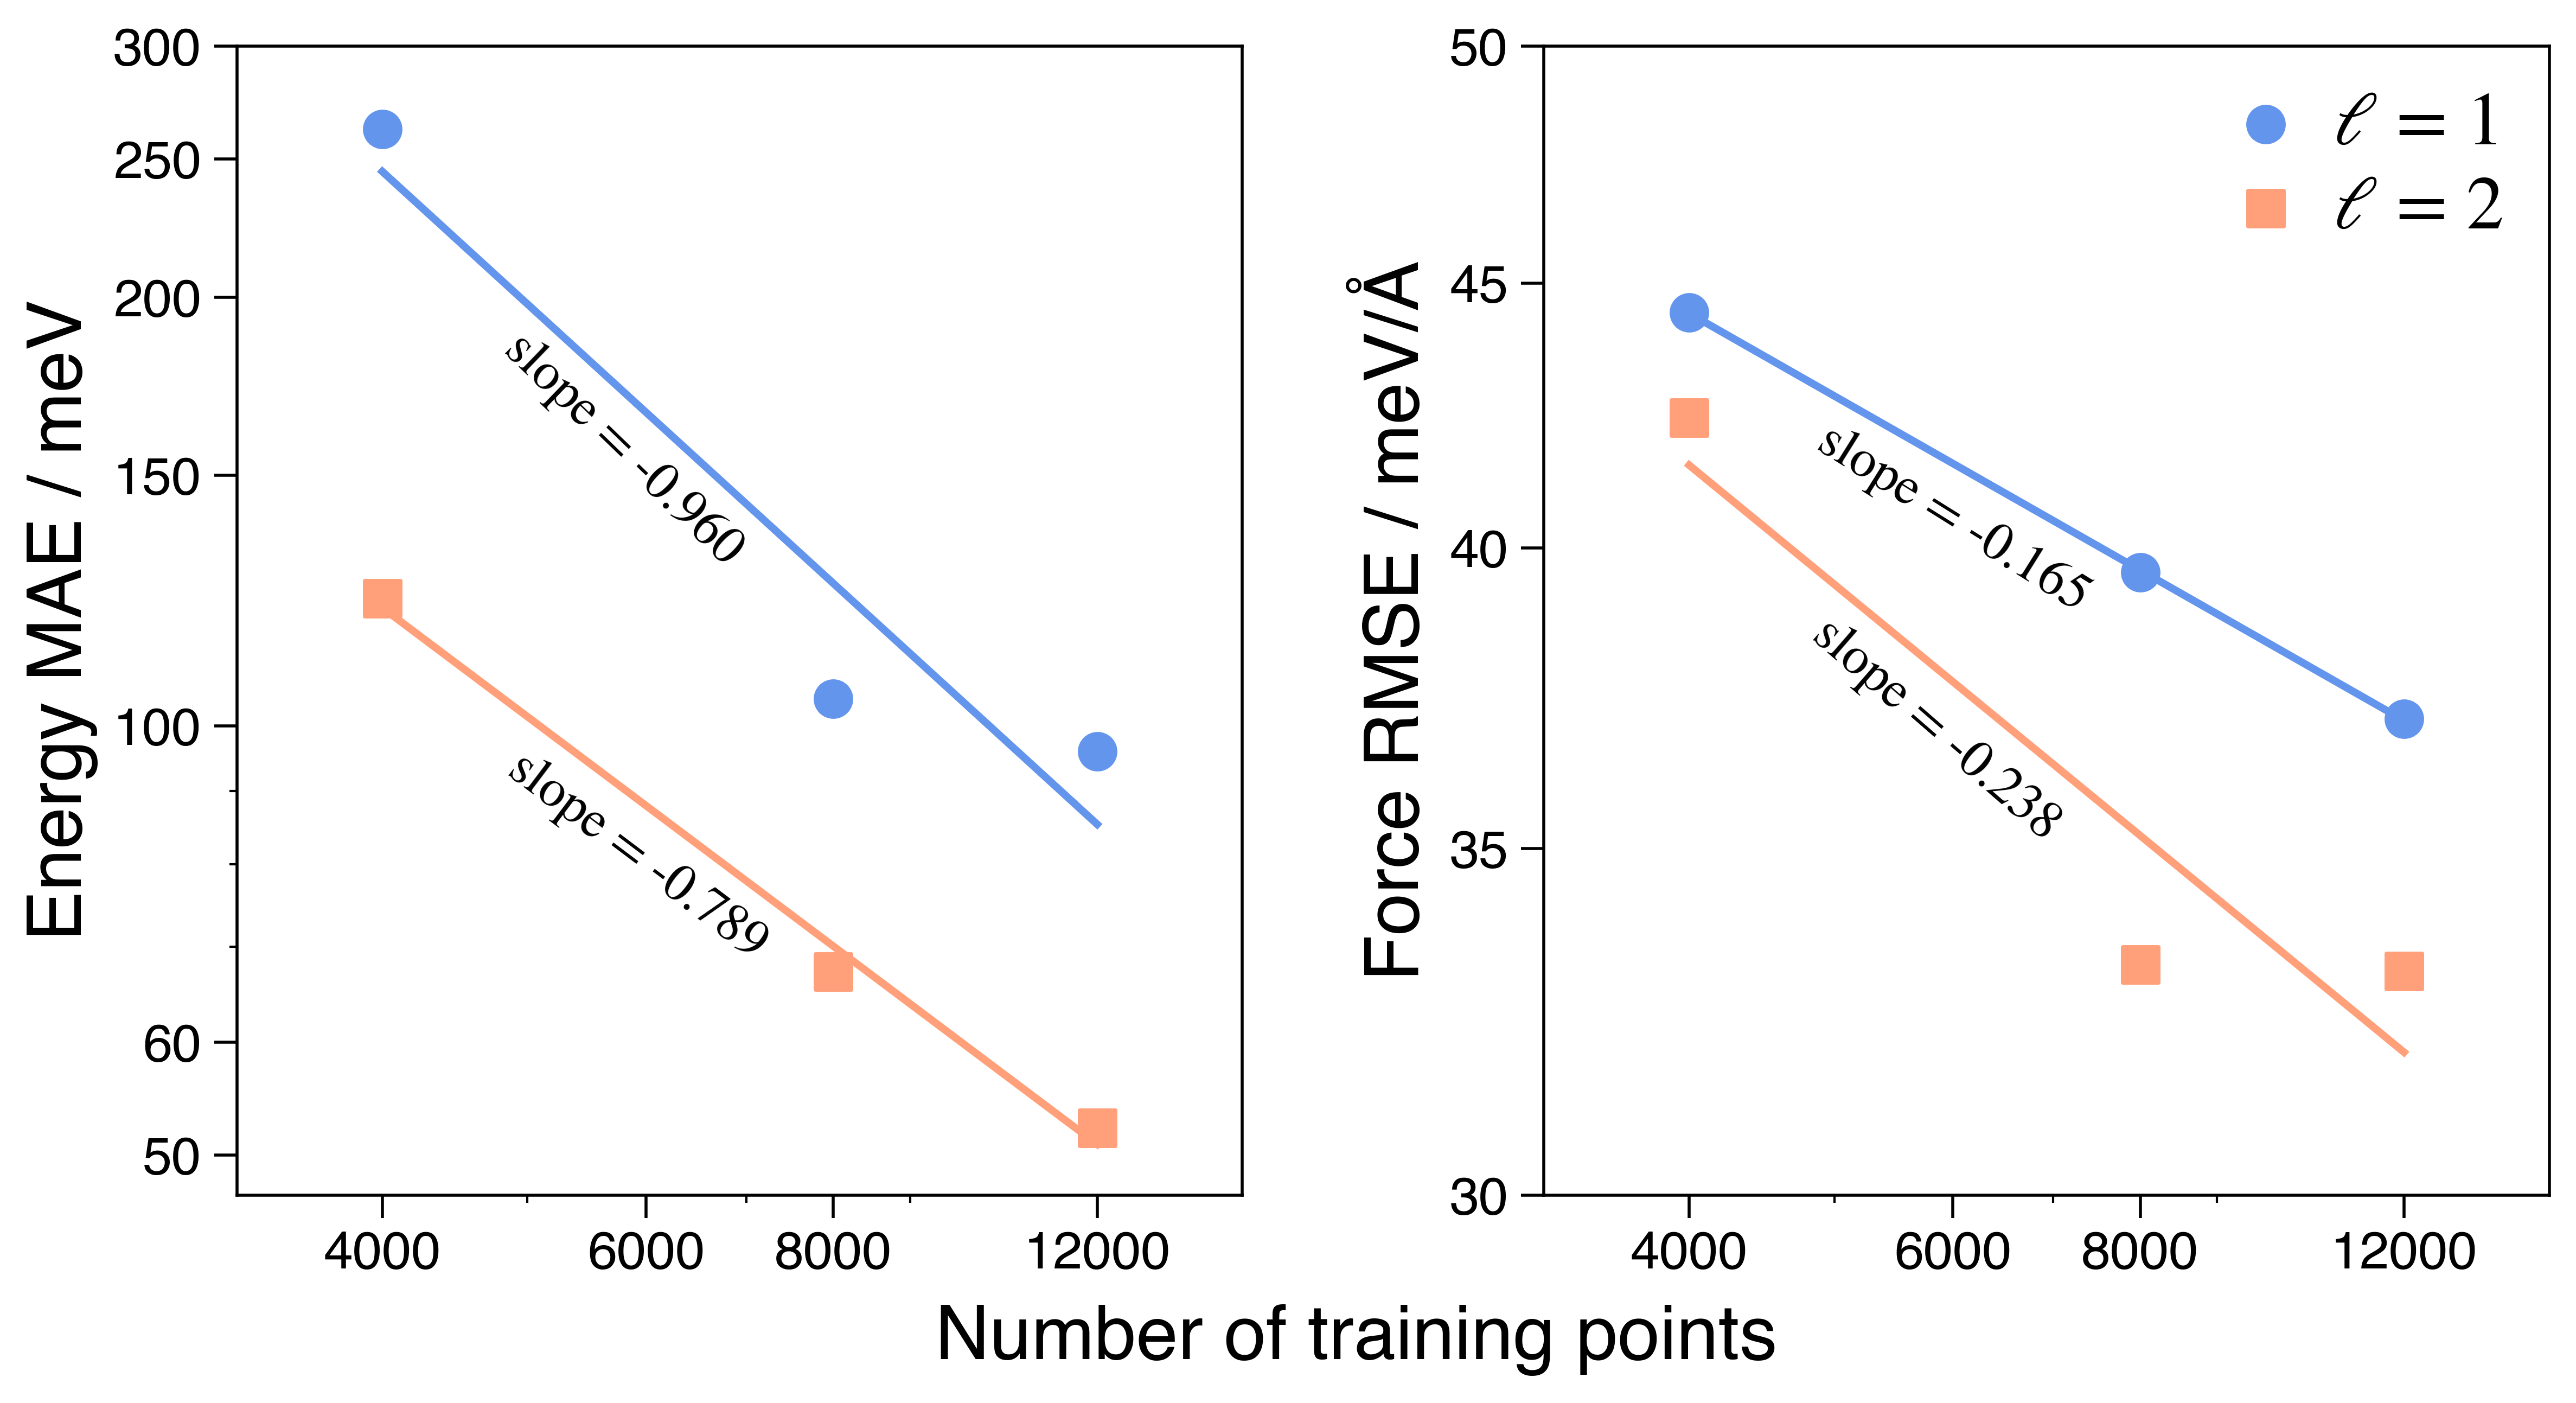 Energy MAE / meV
300
250
200
150
100
60
50
slope = -0.960
slope = -0.789
4000 6000 8000 12000
Force RMSE / meV/Å
50
45
40
35
30
ℓ = 1
ℓ = 2
slope = -0.165
slope = -0.238
4000 6000 8000 12000
Number of training points